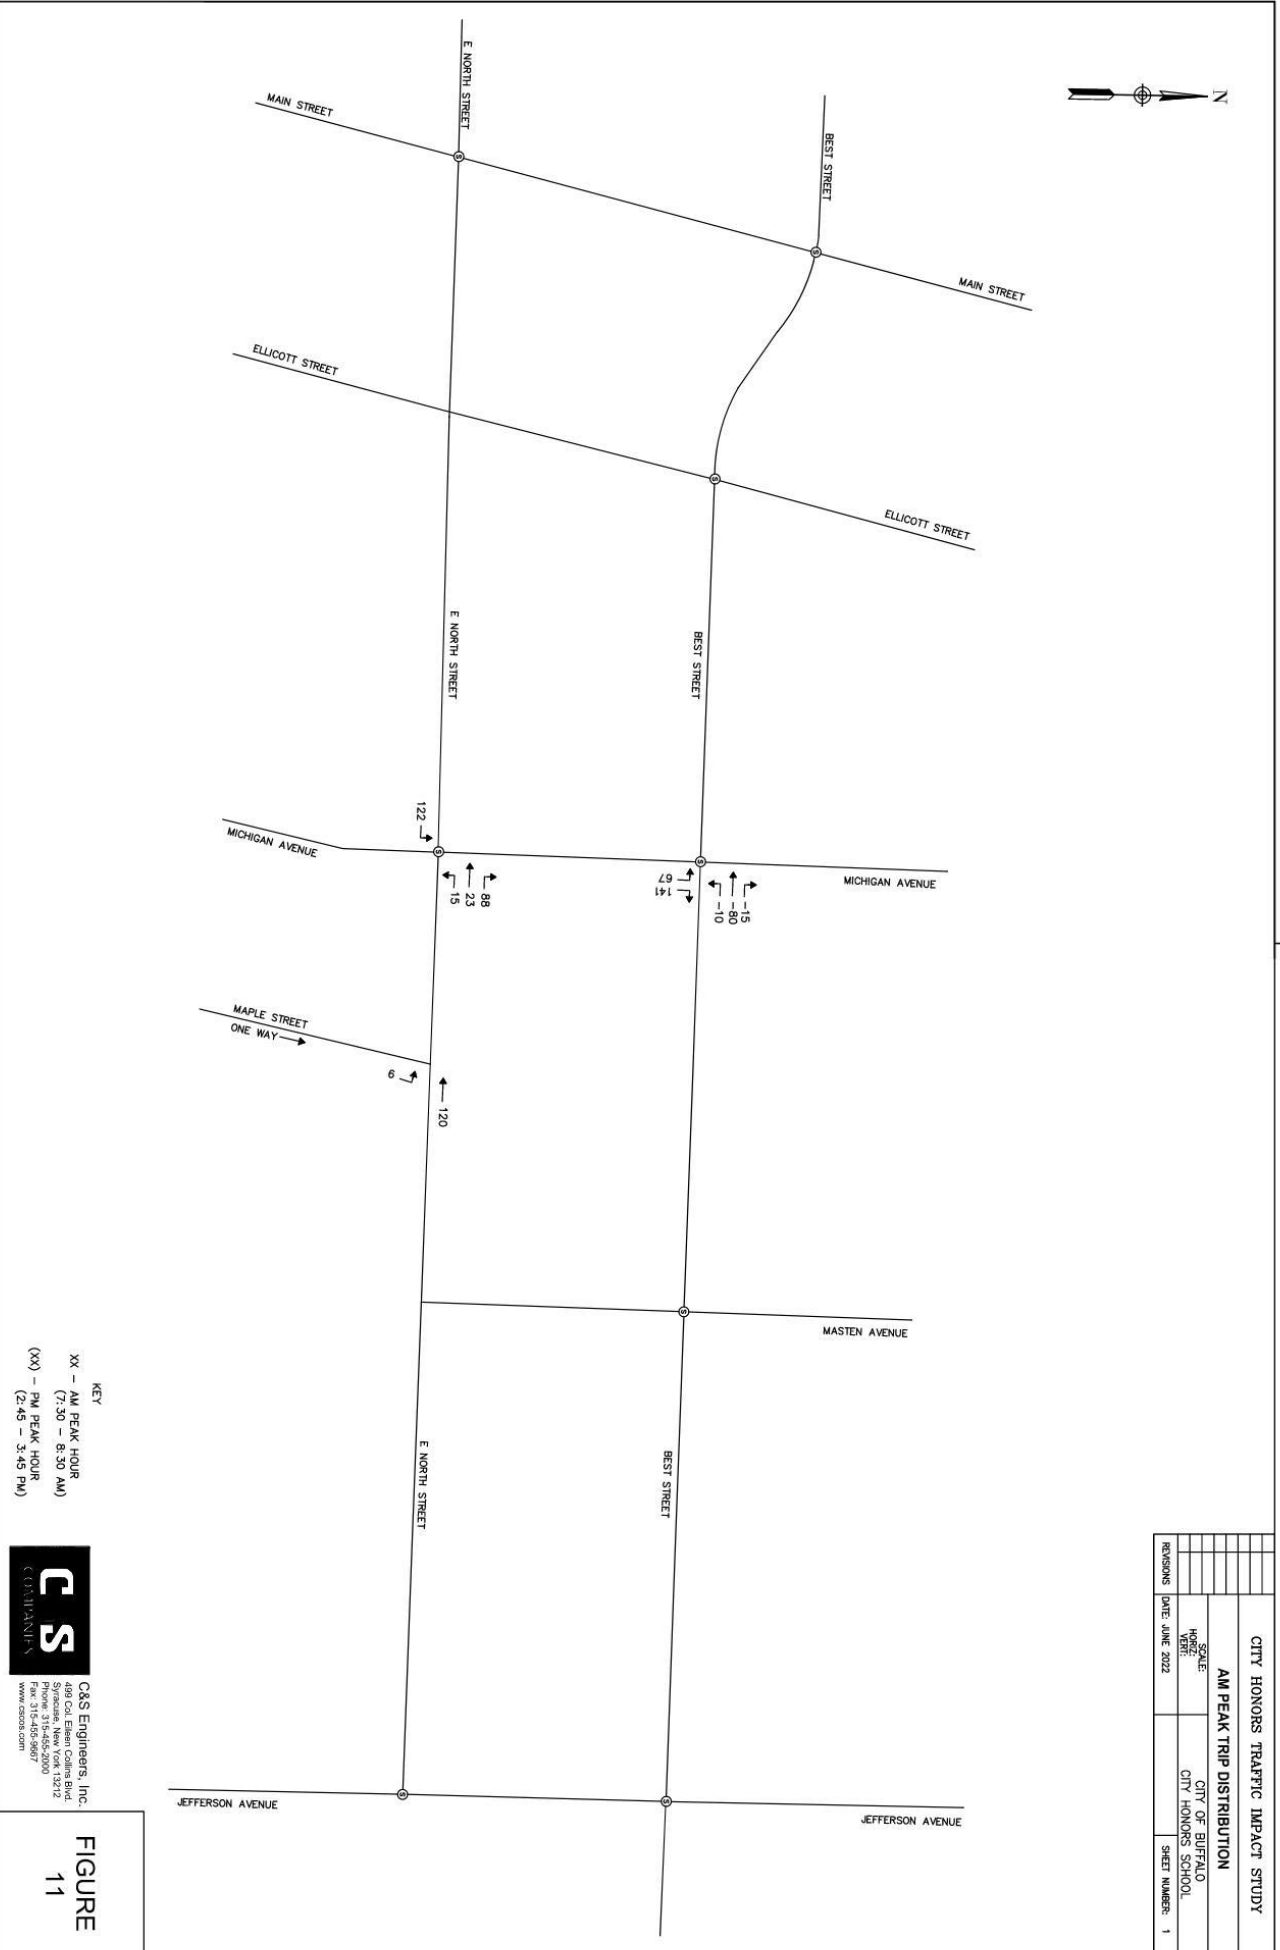 N
BEST STREET
E NORTH STREET
MAIN STREET
MAIN STREET
ELLICOTT STREET
ELLICOTT STREET
E NORTH STREET
BEST STREET
122
MICHIGAN AVENUE
MICHIGAN AVENUE
88
23
15
67
141
-15
-80
-10
MAPLE STREET
ONE WAY
9
120
MASTEN AVENUE
E NORTH STREET
BEST STREET
JEFFERSON AVENUE
JEFFERSON AVENUE
S
S
S
S
S
S
S
S
KEY
XX - AM PEAK HOUR
(7:30 - 8:30 AM)
(XX) - PM PEAK HOUR
(2:45 - 3:45 PM)
CITY HONORS TRAFFIC IMPACT STUDY
AM PEAK TRIP DISTRIBUTION
SCALE:
HORIZ:
VERT:
CITY OF BUFFALO
CITY HONORS SCHOOL
REVISIONS
DATE: JUNE 2022
SHEET NUMBER: 1
C S
COMPANIES
C&S Engineers, Inc.
499 Col. Eileen Collins Blvd.
Syracuse, New York 13212
Phone: 315-455-2000
Fax: 315-455-9667
www.cscos.com
FIGURE
11